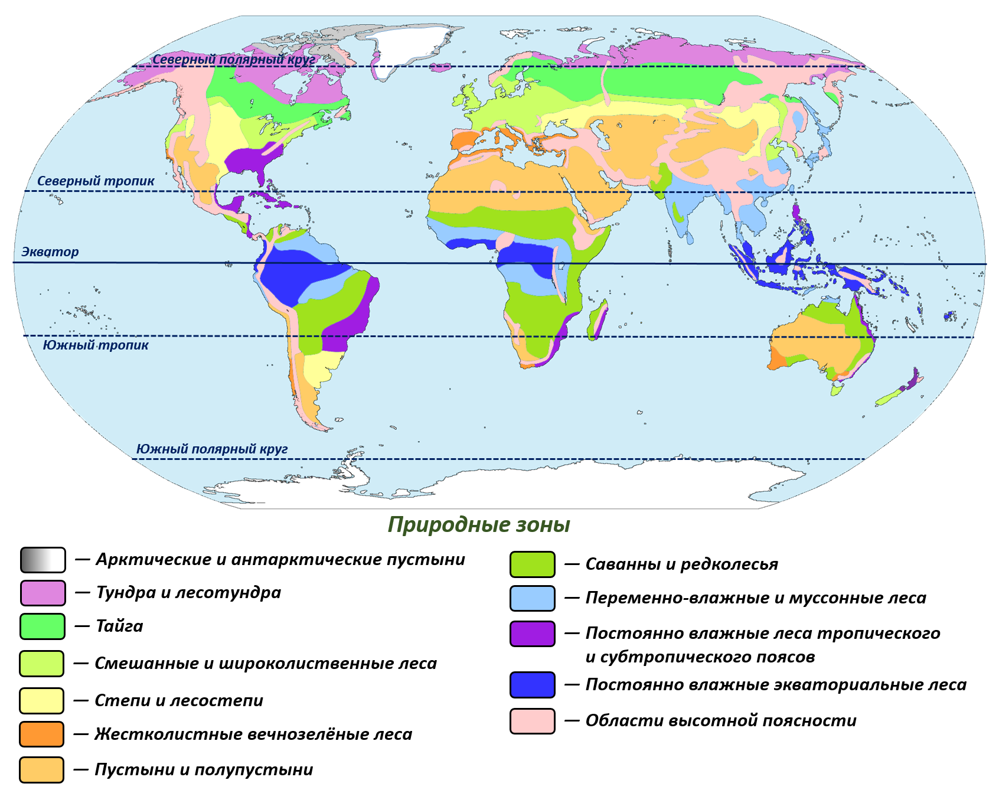 Северный полярный круг
Северный тропик
Экватор
Южный тропик
Южный полярный круг
Природные зоны
— Арктические и антарктические пустыни
— Тундра и лесотундра
— Тайга
— Смешанные и широколиственные леса
— Степи и лесостепи
— Жестколистные вечнозелёные леса
— Пустыни и полупустыни
— Саванны и редколесья
— Переменно-влажные и муссонные леса
— Постоянно влажные леса тропического
и субтропического поясов
— Постоянно влажные экваториальные леса
— Области высотной поясности